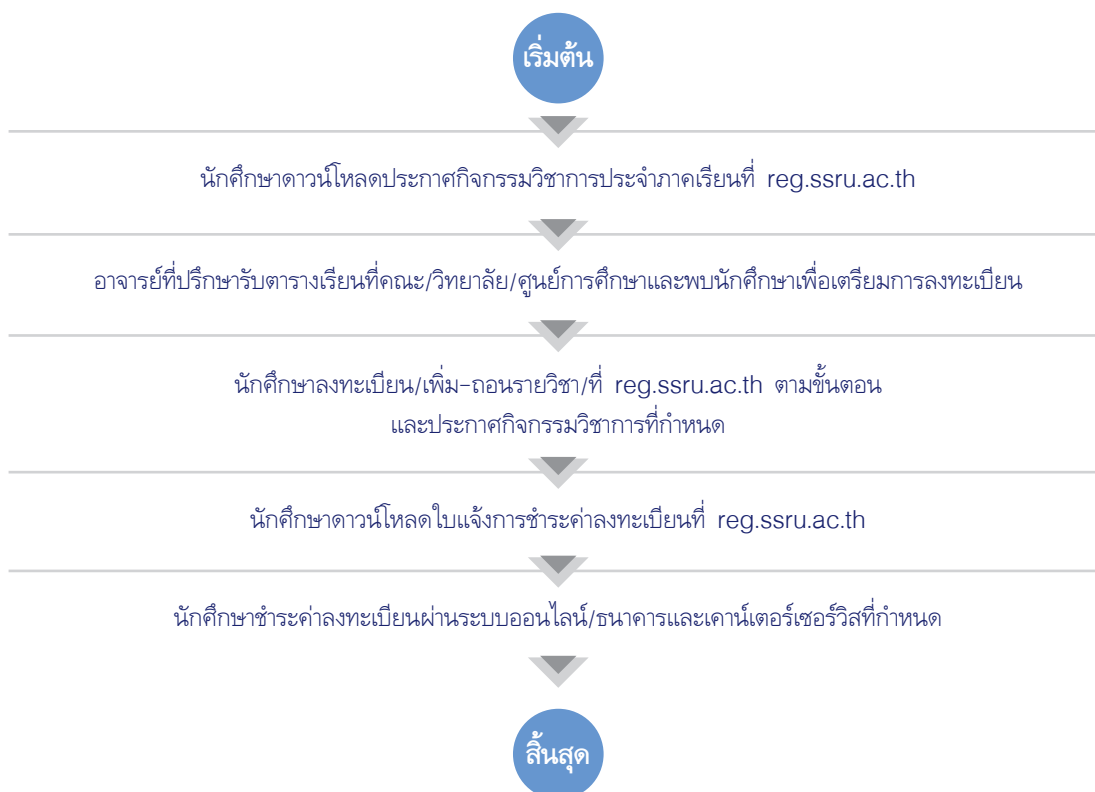 เริ่มต้น
นักศึกษาดาวน์โหลดประกาศกิจกรรมวิชาการประจำภาคเรียนที่ reg.ssru.ac.th
อาจารย์ที่ปรึกษารับตารางเรียนที่คณะ/วิทยาลัย/ศูนย์การศึกษาและพบนักศึกษาเพื่อเตรียมการลงทะเบียน
นักศึกษาลงทะเบียน/เพิ่ม-ถอนรายวิชา/ที่ reg.ssru.ac.th ตามขั้นตอน
และประกาศกิจกรรมวิชาการที่กำหนด
นักศึกษาดาวน์โหลดใบแจ้งการชำระค่าลงทะเบียนที่ reg.ssru.ac.th
นักศึกษาชำระค่าลงทะเบียนผ่านระบบออนไลน์/ธนาคารและเคาน์เตอร์เซอร์วิสที่กำหนด
สิ้นสุด